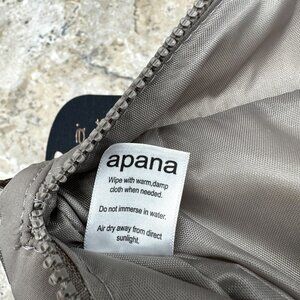 apana
Wipe with warm,damp
cloth when needed.
Do not immerse in water.
Air dry away from direct
sunlight.